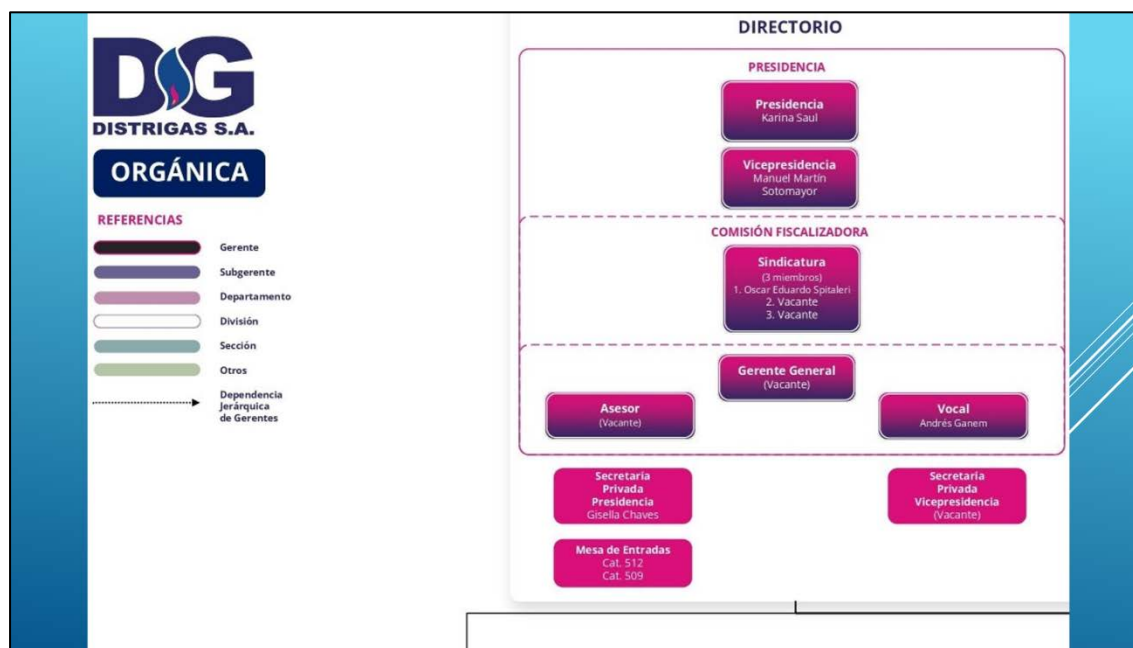 DG
DISTRIGAS S.A.
ORGÁNICA
REFERENCIAS
Gerente
Subgerente
Departamento
División
Sección
Otros
Dependencia
Jerárquica
de Gerentes
DIRECTORIO
PRESIDENCIA
Presidencia
Karina Saul
Vicepresidencia
Manuel Martín
Sotomayor
COMISIÓN FISCALIZADORA
Sindicatura
(3 miembros)
1. Oscar Eduardo Spitaleri
2. Vacante
3. Vacante
Gerente General
(Vacante)
Asesor
(Vacante)
Vocal
Andrés Ganem
Secretaría
Privada
Presidencia
Gisella Chaves
Secretaría
Privada
Vicepresidencia
(Vacante)
Mesa de Entradas
Cat. 512
Cat. 509